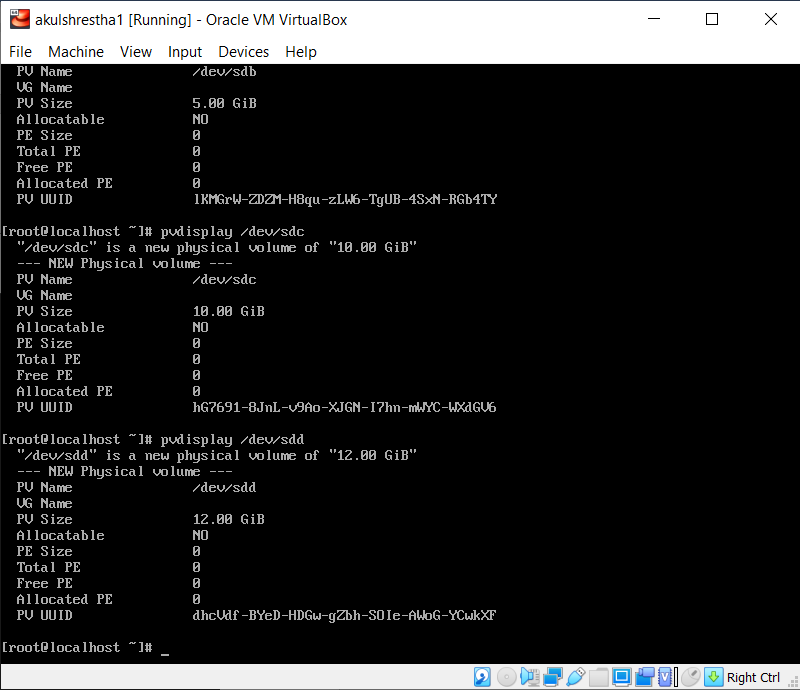 akulshrestha1 [Running] - Oracle VM VirtualBox
File Machine View Input Devices Help
PV Name /dev/sdb
VG Name
PV Size 5.00 GiB
Allocatable NO
PE Size 0
Total PE 0
Free PE 0
Allocated PE 0
PV UUID lKMGrW-ZDZM-H8qu-zLW6-TgUB-4SxN-RGb4TY
[root@localhost ~]# pvdisplay /dev/sdc
"/dev/sdc" is a new physical volume of "10.00 GiB"
--- NEW Physical volume ---
PV Name /dev/sdc
VG Name
PV Size 10.00 GiB
Allocatable NO
PE Size 0
Total PE 0
Free PE 0
Allocated PE 0
PV UUID hG7691-8JnL-v9Ao-XJGN-I7hn-mWYC-WXdGV6
[root@localhost ~]# pvdisplay /dev/sdd
"/dev/sdd" is a new physical volume of "12.00 GiB"
--- NEW Physical volume ---
PV Name /dev/sdd
VG Name
PV Size 12.00 GiB
Allocatable NO
PE Size 0
Total PE 0
Free PE 0
Allocated PE 0
PV UUID dhcVdf-BYeD-HDGw-gZbh-SOIe-AWoG-YCwkXF
[root@localhost ~]# _
Right Ctrl